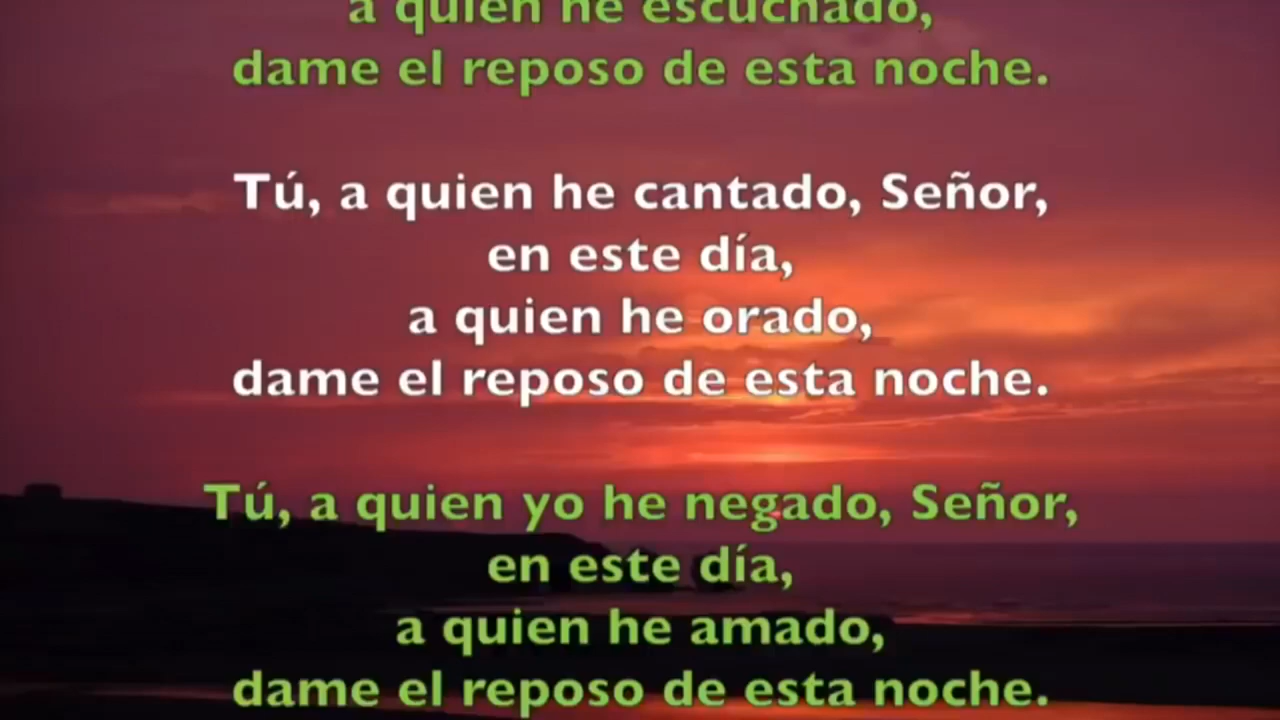 a quien he escuchado,
dame el reposo de esta noche.
Tú, a quien he cantado, Señor,
en este día,
a quien he orado,
dame el reposo de esta noche.
Tú, a quien yo he negado, Señor,
en este día,
a quien he amado,
dame el reposo de esta noche.